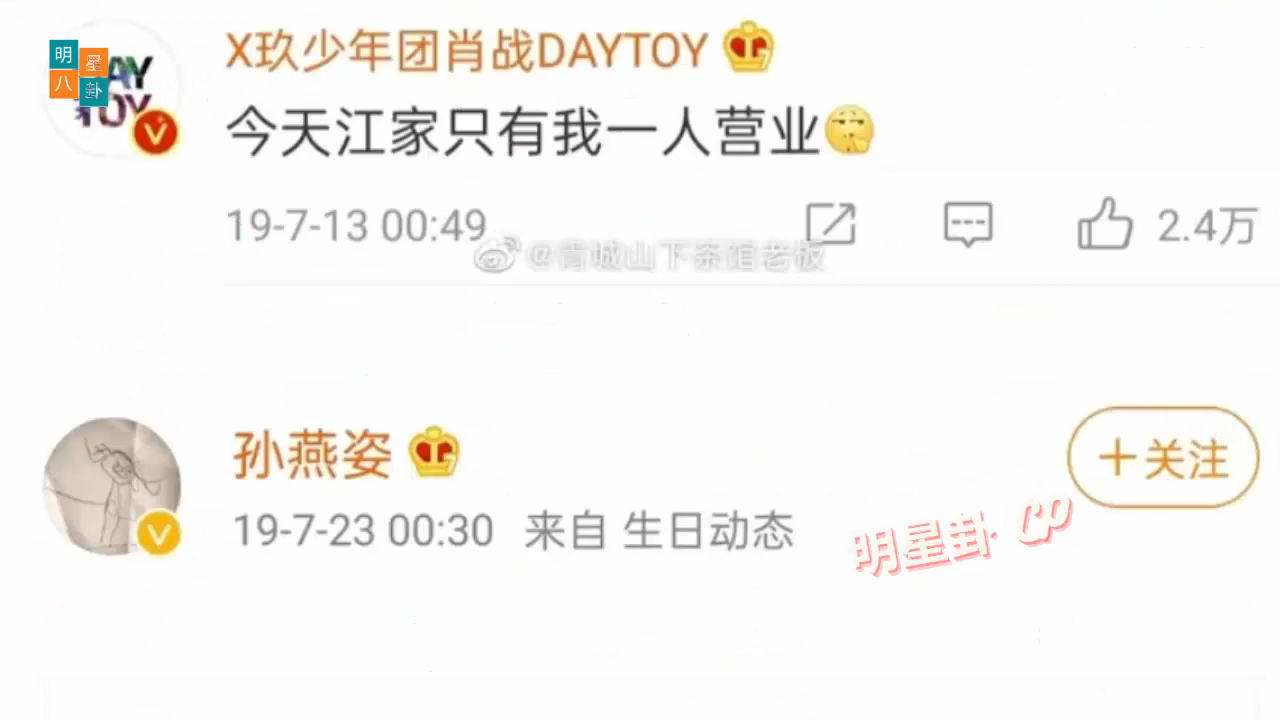 明星
八卦
DAY
TOY
X玖少年团肖战DAYTOY
今天江家只有我一人营业
19-7-13 00:49
2.4万
@青城山下茶馆老板
孙燕姿
+关注
19-7-23 00:30 来自 生日动态
明星卦